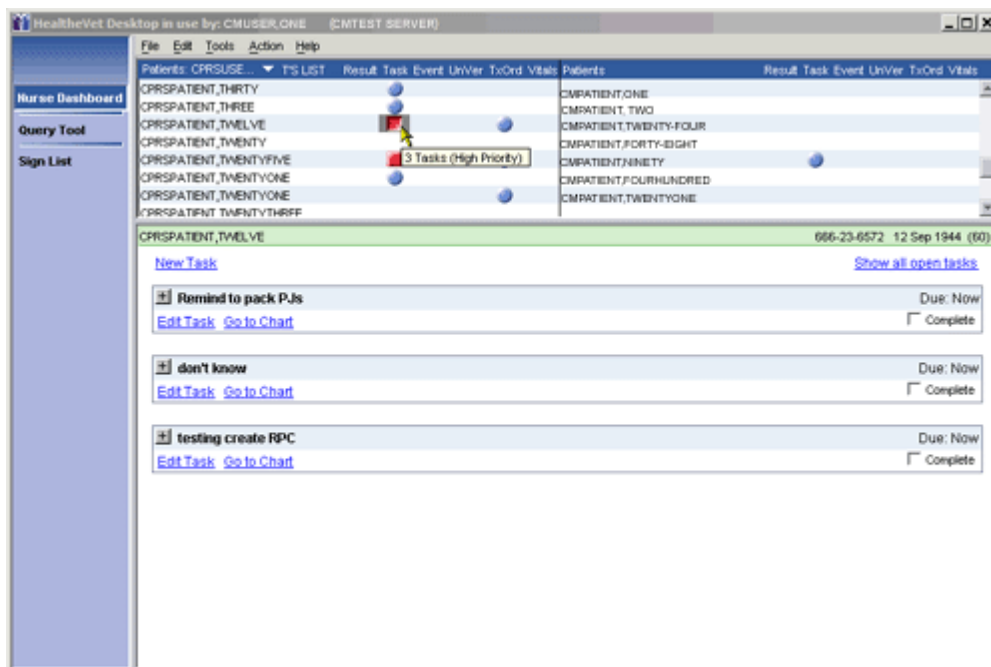 HealtheVet Desktop in use by: CMUSER,ONE (CMTEST SERVER)
File Edit Tools Action Help
Patients: CPRSUSE... T'S LIST Result Task Event UnVer TxOrd Vitals Patients Result Task Event UnVer TxOrd Vitals
Nurse Dashboard
Query Tool
Sign List
CPRSPATIENT,THIRTY
CPRSPATIENT,THREE
CPRSPATIENT,TWELVE
CPRSPATIENT,TWENTY
CPRSPATIENT,TWENTYFIVE
CPRSPATIENT,TWENTYONE
CPRSPATIENT,TWENTYONE
CPRSPATIENT,TWENTYTHREE
3 Tasks (High Priority)
CMPATIENT,ONE
CMPATIENT, TWO
CMPATIENT,TWENTY-FOUR
CMPATIENT,FORTY-EIGHT
CMPATIENT,NINETY
CMPATIENT,FOURHUNDRED
CMPATIENT,TWENTYONE
CPRSPATIENT,TWELVE 666-23-6572 12 Sep 1944 (60)
New Task Show all open tasks
Remind to pack PJs Due: Now
Edit Task Go to Chart Complete
don't know Due: Now
Edit Task Go to Chart Complete
testing create RPC Due: Now
Edit Task Go to Chart Complete